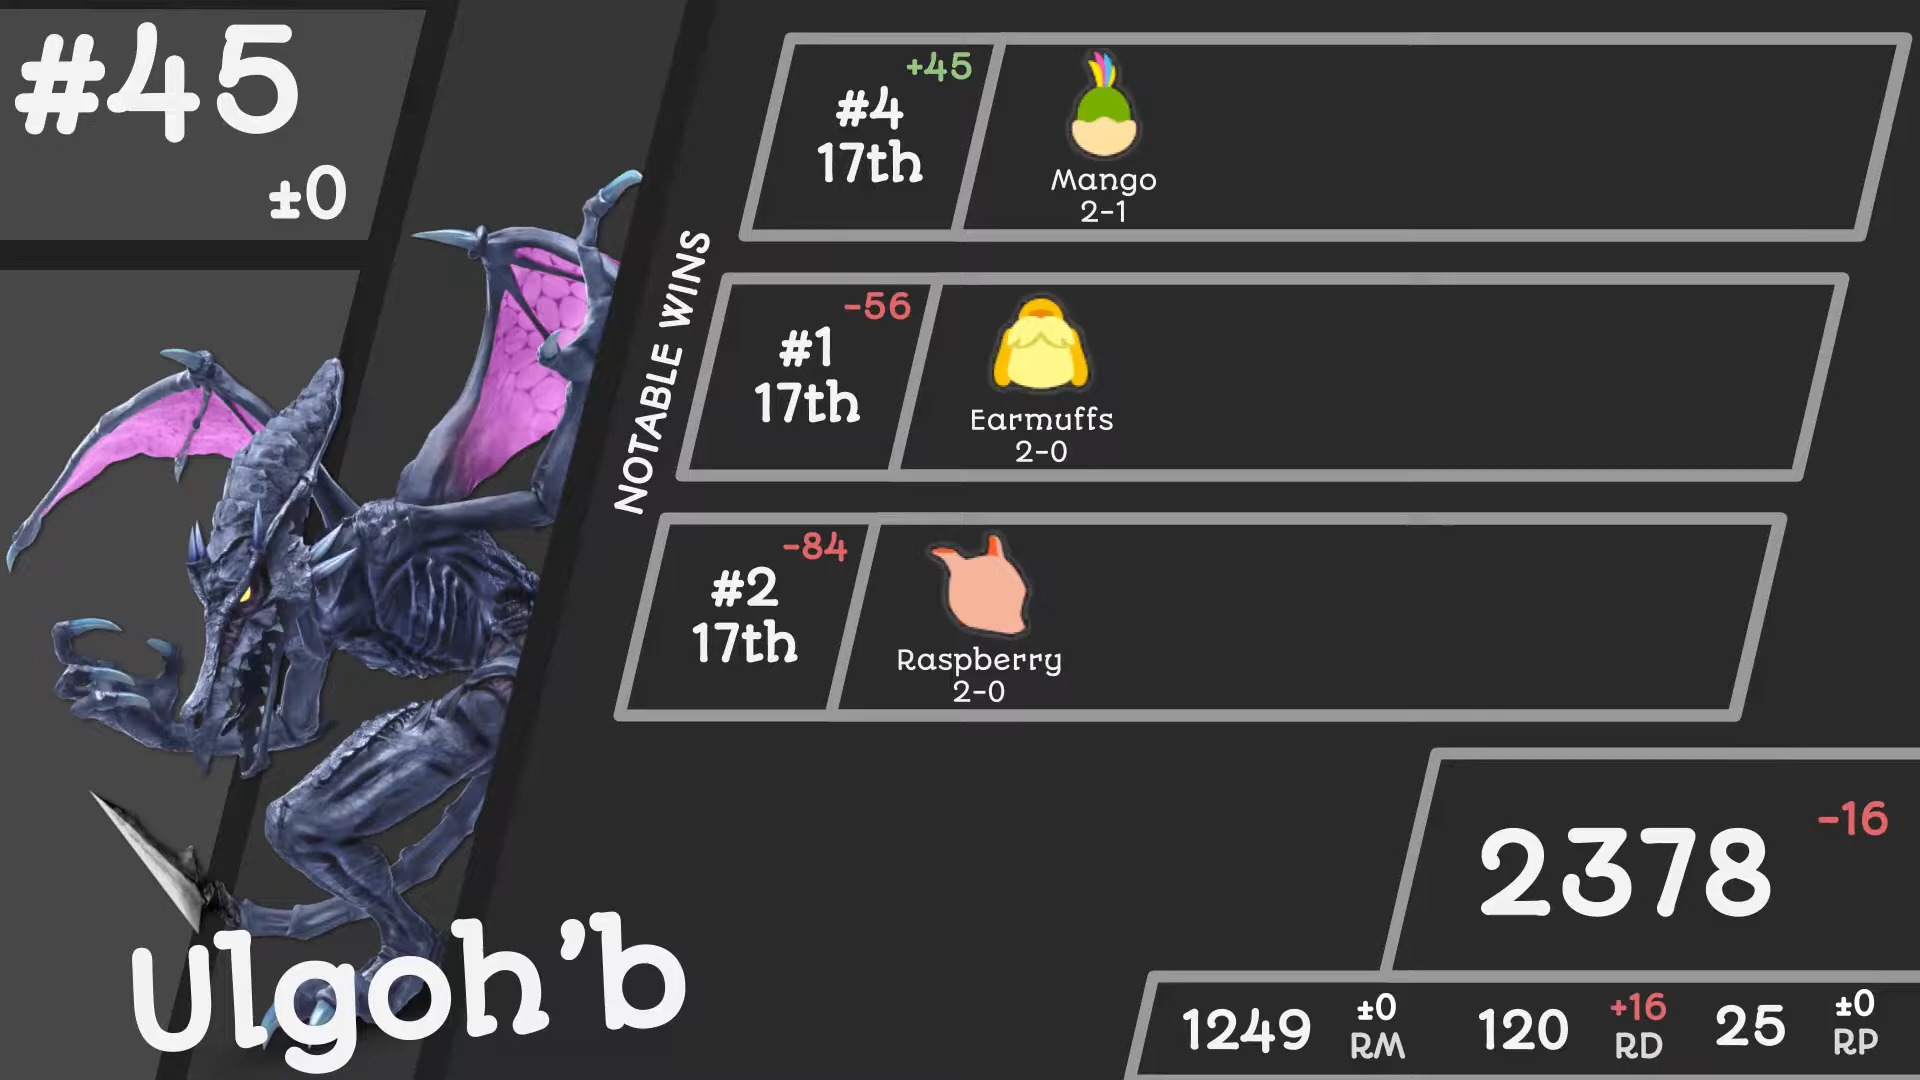 #45
±0
NOTABLE WINS
+45
#4
17th
Mango
2-1
-56
#1
17th
Earmuffs
2-0
-84
#2
17th
Raspberry
2-0
Ulgoh’b
2378
-16
1249 ±0 RM
120 +16 RD
25 ±0 RP